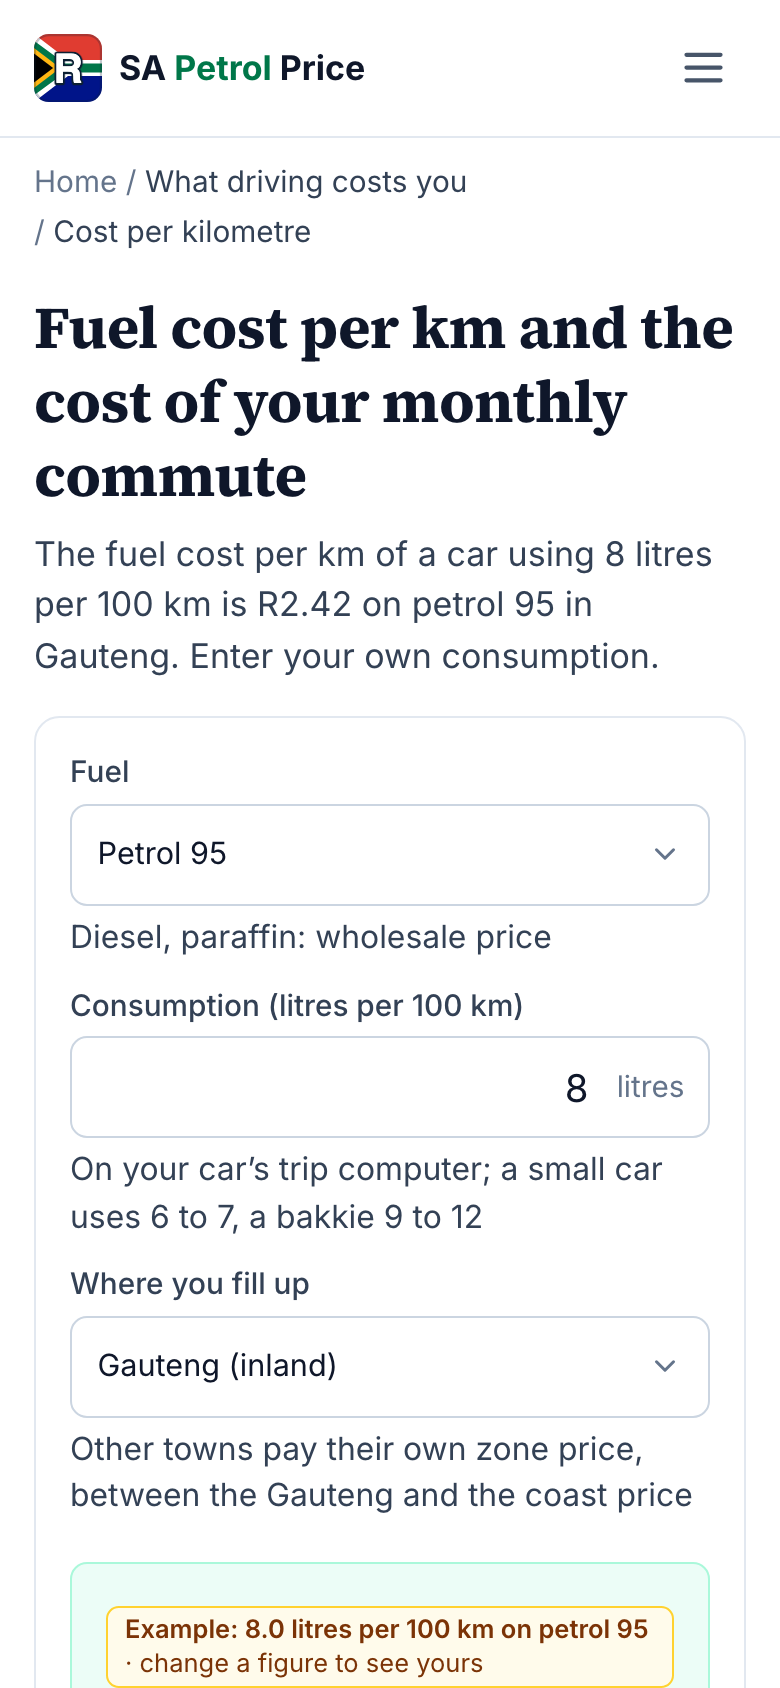 R
SA Petrol Price
Home / What driving costs you
/ Cost per kilometre
Fuel cost per km and the
cost of your monthly
commute
The fuel cost per km of a car using 8 litres
per 100 km is R2.42 on petrol 95 in
Gauteng. Enter your own consumption.
Fuel
Petrol 95
Diesel, paraffin: wholesale price
Consumption (litres per 100 km)
8 litres
On your car’s trip computer; a small car
uses 6 to 7, a bakkie 9 to 12
Where you fill up
Gauteng (inland)
Other towns pay their own zone price,
between the Gauteng and the coast price
Example: 8.0 litres per 100 km on petrol 95
· change a figure to see yours